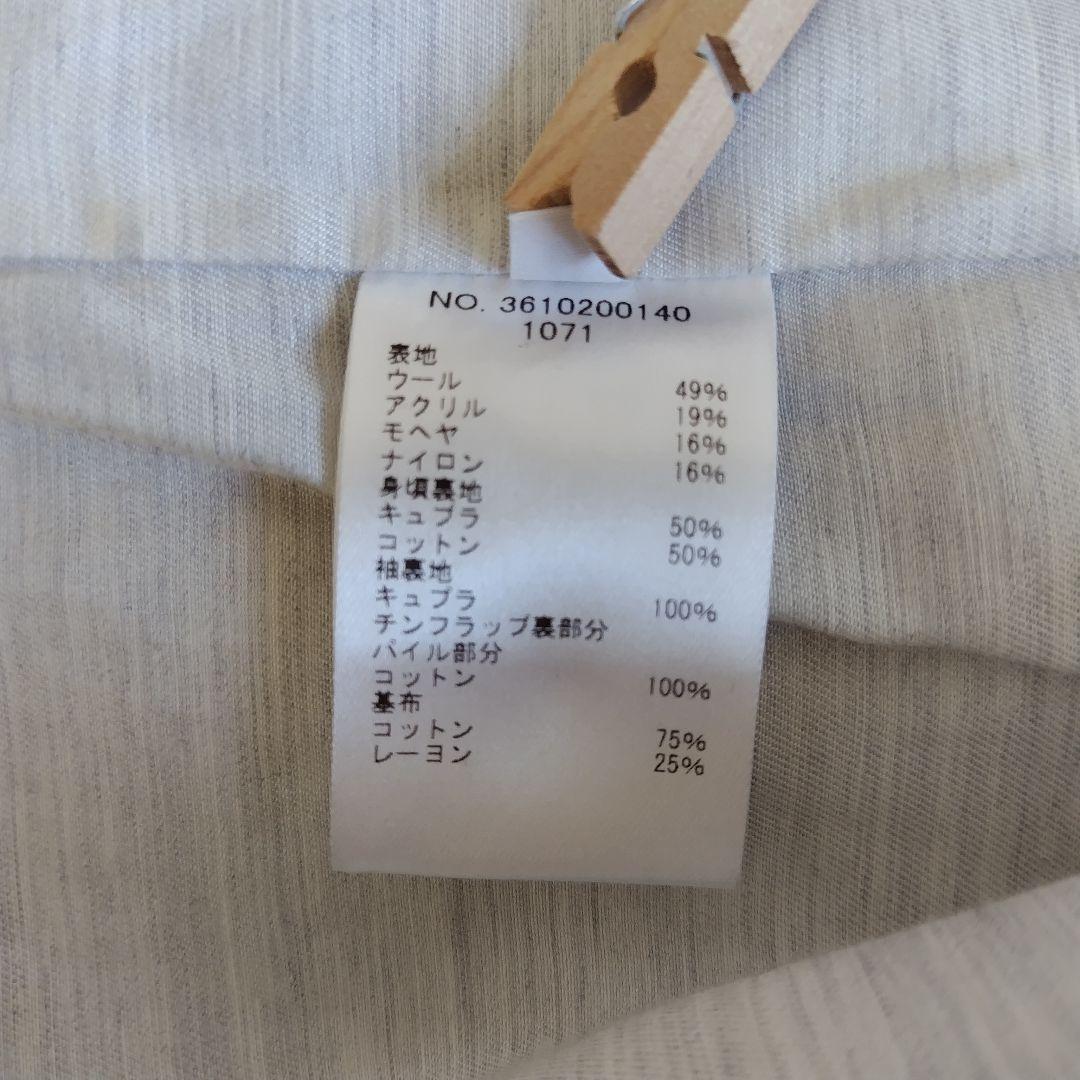 NO. 3610200140
1071
表地
ウール 49%
アクリル 19%
モヘヤ 16%
ナイロン 16%
身頃裏地
キュプラ 50%
コットン 50%
袖裏地
キュプラ 100%
チンフラップ裏部分
パイル部分
コットン 100%
基布
コットン 75%
レーヨン 25%